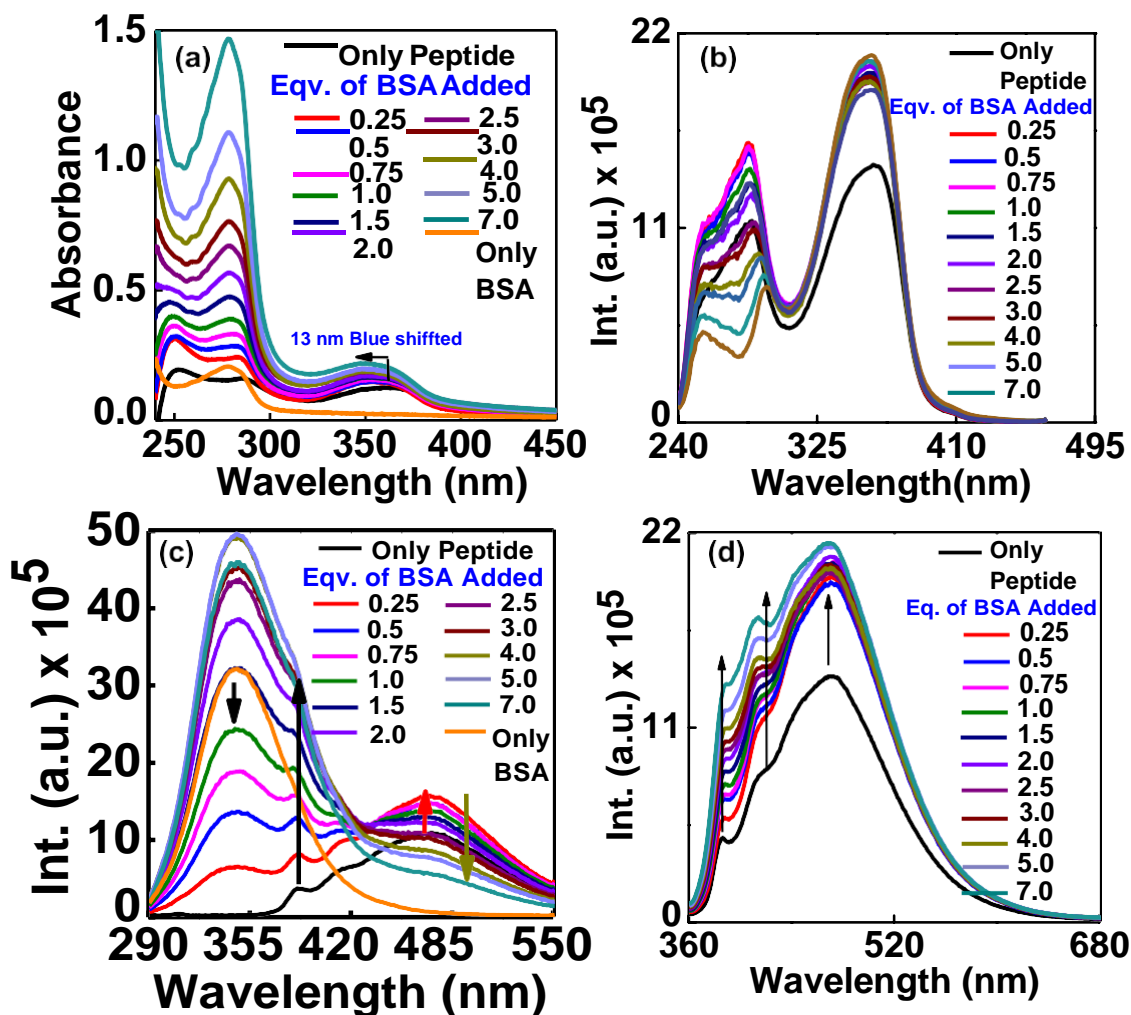 (a)
Only Peptide
Eqv. of BSA Added
0.25
0.5
0.75
1.0
1.5
2.0
2.5
3.0
4.0
5.0
7.0
Only
BSA
13 nm Blue shiffted
Absorbance
1.5
1.0
0.5
0.0
250
300
350
400
450
Wavelength (nm)
(b)
Only
Peptide
Eqv. of BSA Added
0.25
0.5
0.75
1.0
1.5
2.0
2.5
3.0
4.0
5.0
7.0
Int. (a.u.) x 10⁵
22
11
0
240
325
410
495
Wavelength(nm)
(c)
Only Peptide
Eqv. of BSA Added
0.25
0.5
0.75
1.0
1.5
2.0
2.5
3.0
4.0
5.0
7.0
Only
BSA
Int. (a.u.) x 10⁵
50
40
30
20
10
0
290
355
420
485
550
Wavelength (nm)
(d)
Only
Peptide
Eq. of BSA Added
0.25
0.5
0.75
1.0
1.5
2.0
2.5
3.0
4.0
5.0
7.0
Int. (a.u.) x 10⁵
22
11
0
360
520
680
Wavelength (nm)